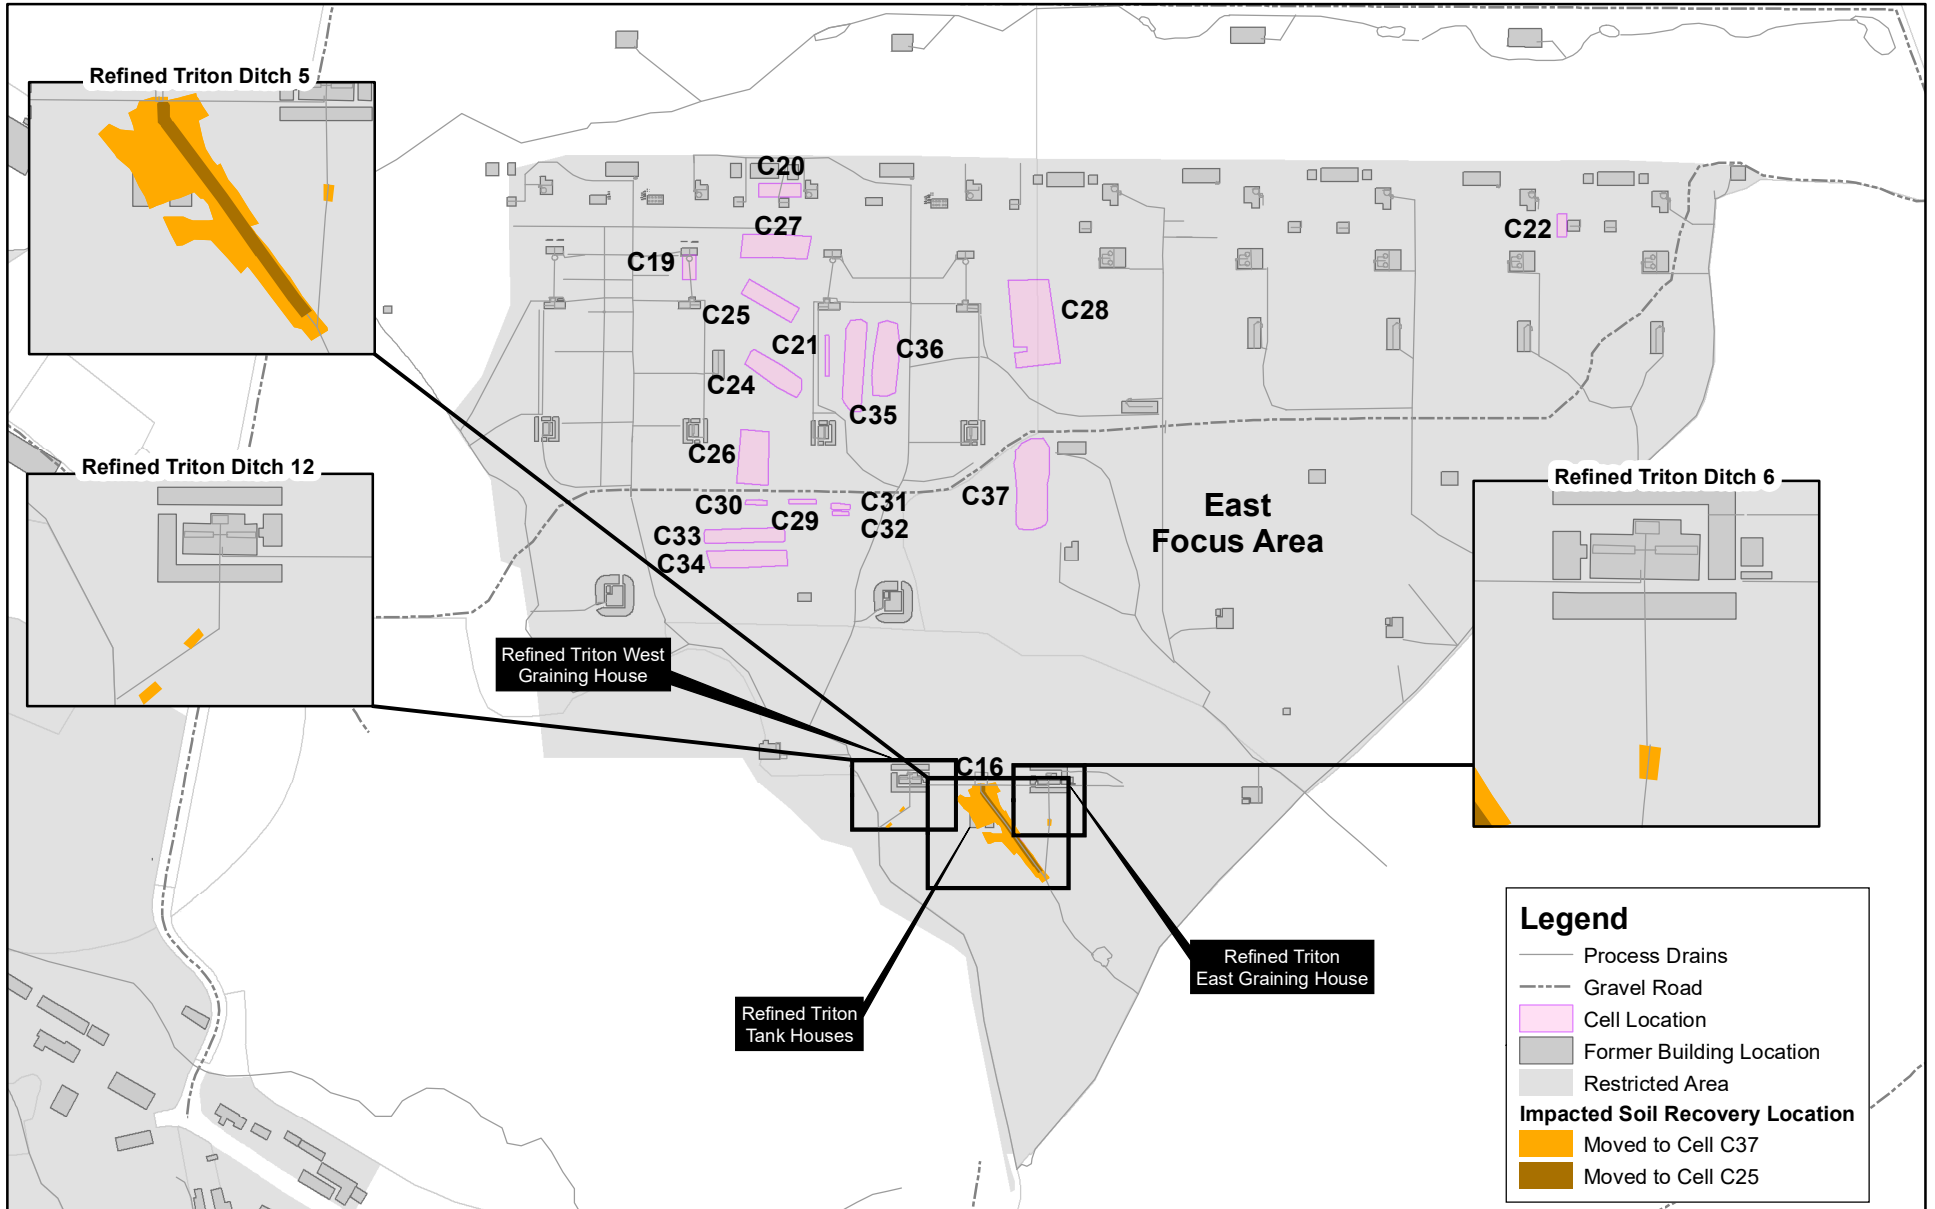 Refined Triton Ditch 5
C20
C27
C22
C19
C25
C28
C21
C36
C24
C35
C26
Refined Triton Ditch 12
Refined Triton Ditch 6
C30
C29
C31
C32
C37
C33
C34
East
Focus Area
Refined Triton West
Graining House
C16
Refined Triton
East Graining House
Refined Triton
Tank Houses
Legend
Process Drains
Gravel Road
Cell Location
Former Building Location
Restricted Area
Impacted Soil Recovery Location
Moved to Cell C37
Moved to Cell C25